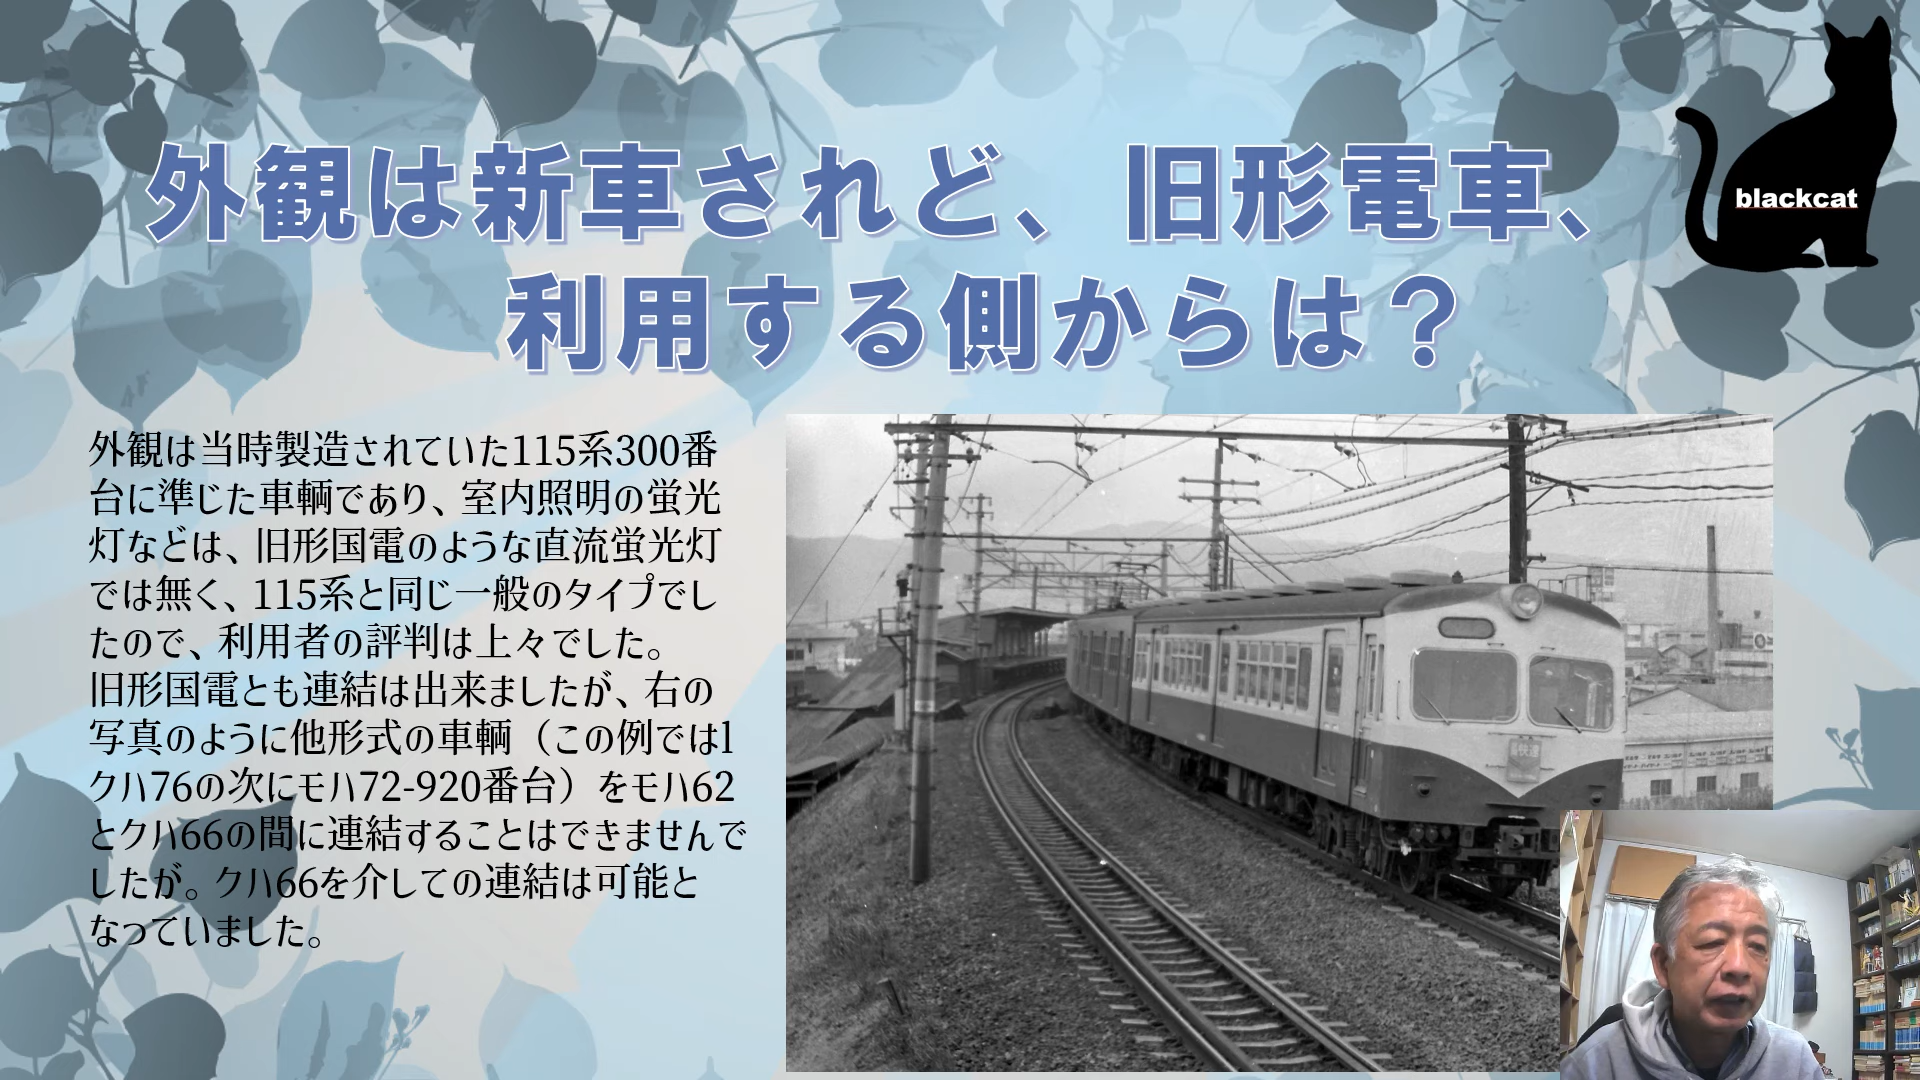 外観は新車されど、旧形電車、
利用する側からは？
blackcat
外観は当時製造されていた115系300番
台に準じた車輌であり、室内照明の蛍光
灯などは、旧形国電のような直流蛍光灯
では無く、115系と同じ一般のタイプでし
たので、利用者の評判は上々でした。
旧形国電とも連結は出来ましたが、右の
写真のように他形式の車輌（この例ではl
クハ76の次にモハ72-920番台）をモハ62
とクハ66の間に連結することはできませんで
したが。クハ66を介しての連結は可能と
なっていました。